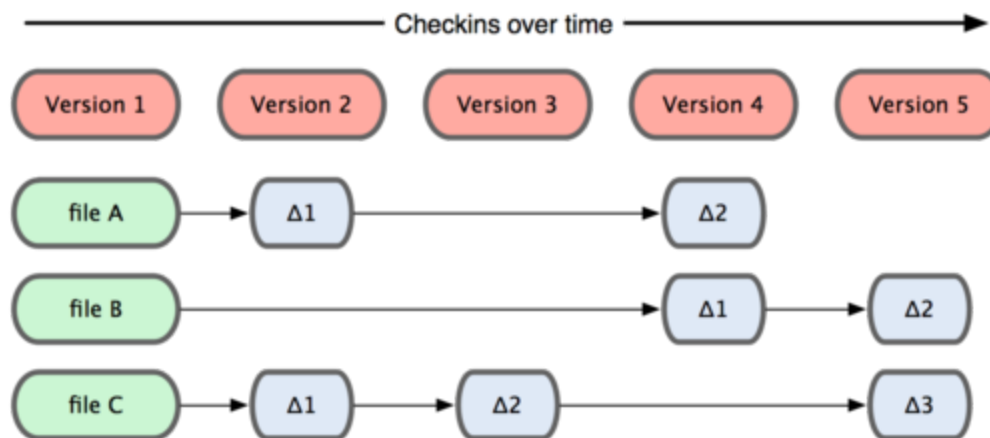 Checkins over time
Version 1 Version 2 Version 3 Version 4 Version 5
file A Δ1 Δ2
file B Δ1 Δ2
file C Δ1 Δ2 Δ3